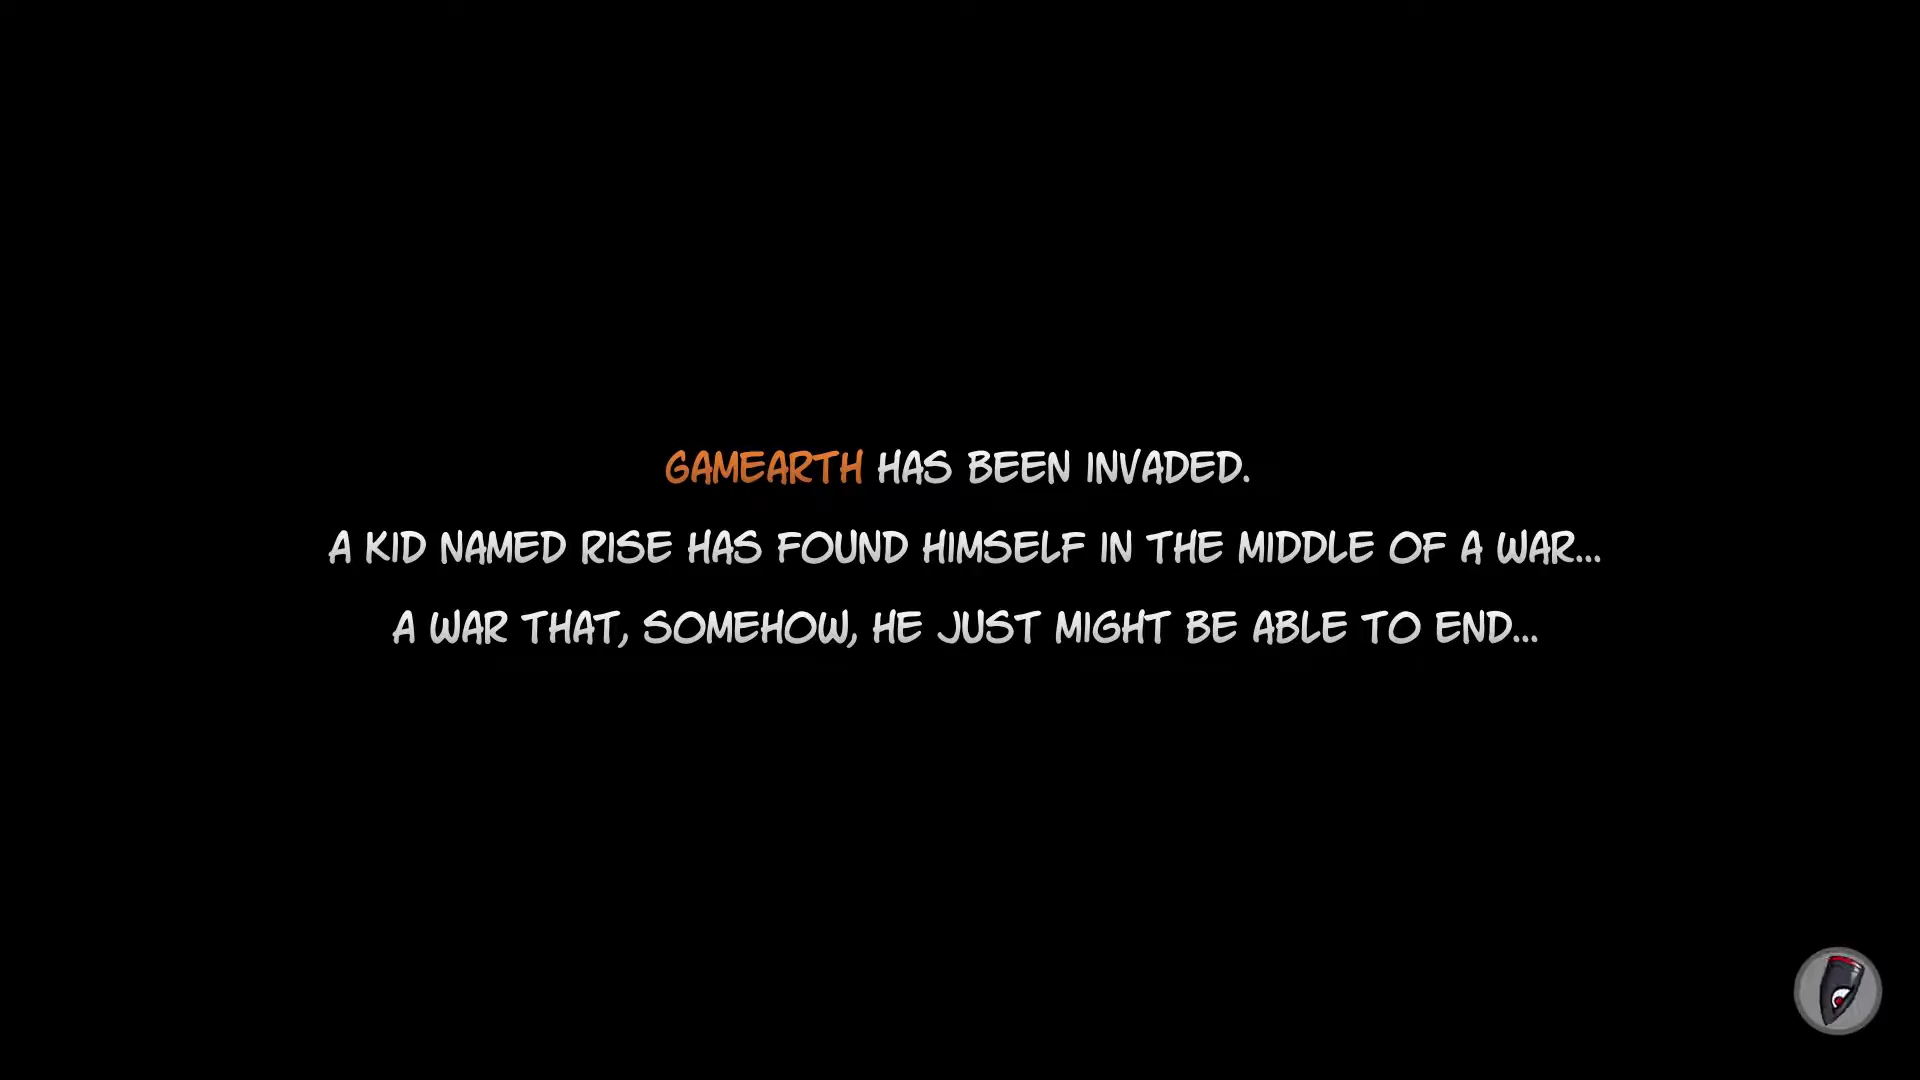 GAMEARTH HAS BEEN INVADED.
A KID NAMED RISE HAS FOUND HIMSELF IN THE MIDDLE OF A WAR...
A WAR THAT, SOMEHOW, HE JUST MIGHT BE ABLE TO END...